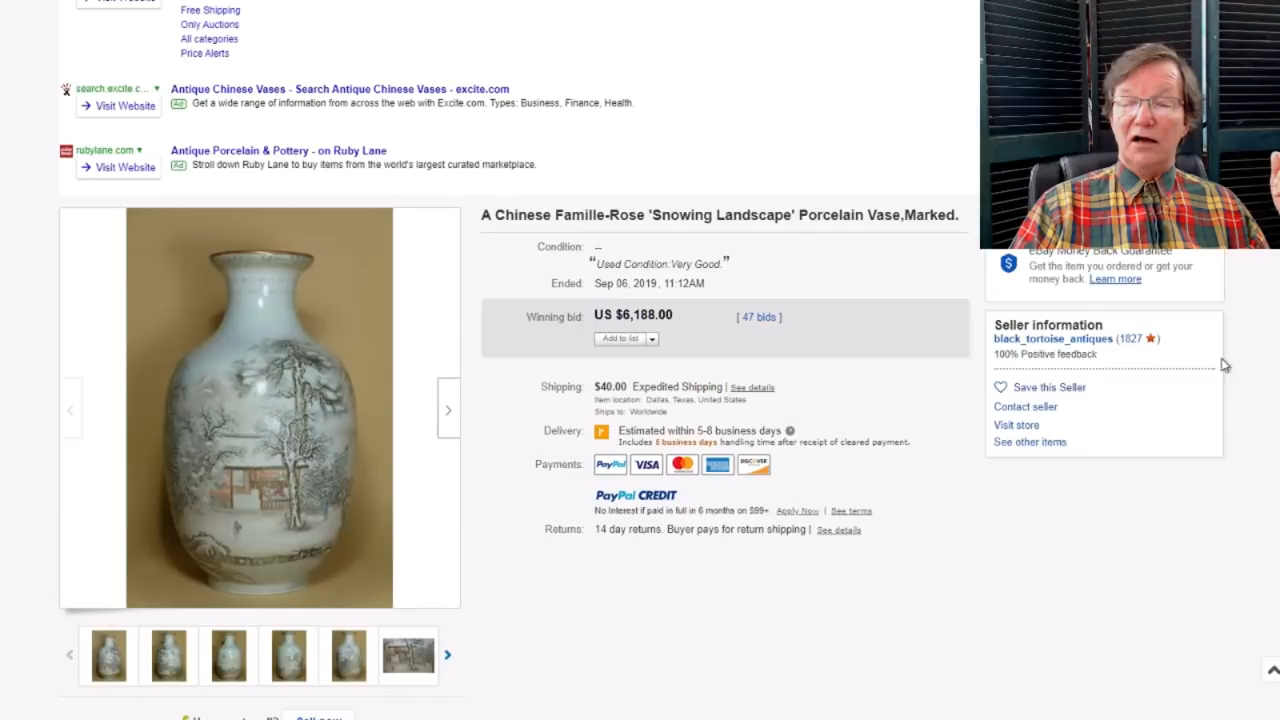 Free Shipping
Only Auctions
All categories
Price Alerts
search.excite.c... ▾
Antique Chinese Vases - Search Antique Chinese Vases - excite.com
→ Visit Website
Ad Get a wide range of information from across the web with Excite.com. Types: Business, Finance, Health.
rubylane.com ▾
Antique Porcelain & Pottery - on Ruby Lane
→ Visit Website
Ad Stroll down Ruby Lane to buy items from the world's largest curated marketplace.
A Chinese Famille-Rose 'Snowing Landscape' Porcelain Vase,Marked.
Condition: --
“Used Condition:Very Good.”
Ended: Sep 06, 2019 , 11:12AM
Winning bid: US $6,188.00 [ 47 bids ]
Add to list
Shipping: $40.00 Expedited Shipping | See details
Item location: Dallas, Texas, United States
Ships to: Worldwide
Delivery: Estimated within 5-8 business days
Includes 5 business days handling time after receipt of cleared payment.
Payments: PayPal VISA MasterCard DISCOVER
PayPal CREDIT
No Interest if paid in full in 6 months on $99+. Apply Now | See terms
Returns: 14 day returns. Buyer pays for return shipping | See details
eBay Money Back Guarantee
Get the item you ordered or get your
money back. Learn more
Seller information
black_tortoise_antiques (1827 ★)
100% Positive feedback
Save this Seller
Contact seller
Visit store
See other items